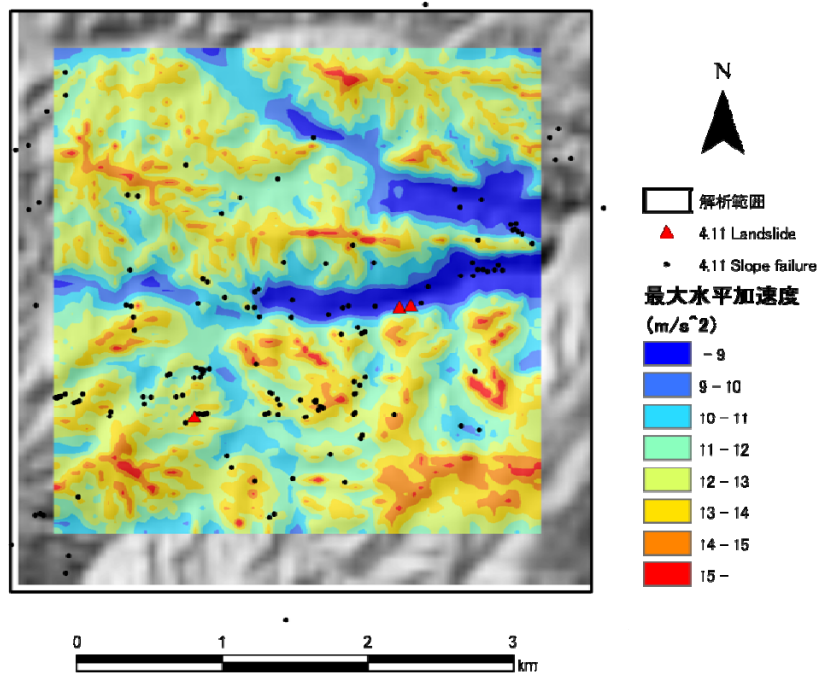 N
解析範囲
4.11 Landslide
4.11 Slope failure
最大水平加速度
(m/s^2)
- 9
9 - 10
10 - 11
11 - 12
12 - 13
13 - 14
14 - 15
15 -
0 1 2 3
km